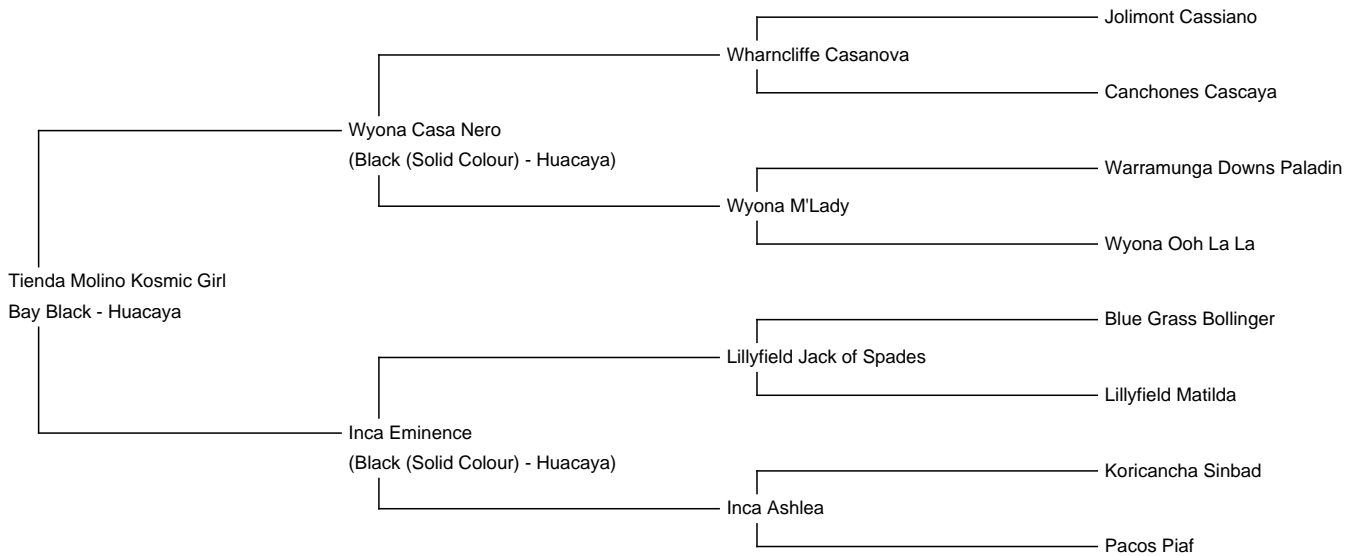 Jolimont Cassiano
Wharncliffe Casanova
Canchones Cascaya
Wyona Casa Nero
(Black (Solid Colour) - Huacaya)
Warramunga Downs Paladin
Wyona M'Lady
Wyona Ooh La La
Tienda Molino Kosmic Girl
Bay Black - Huacaya
Blue Grass Bollinger
Lillyfield Jack of Spades
Lillyfield Matilda
Inca Eminence
(Black (Solid Colour) - Huacaya)
Koricancha Sinbad
Inca Ashlea
Pacos Piaf